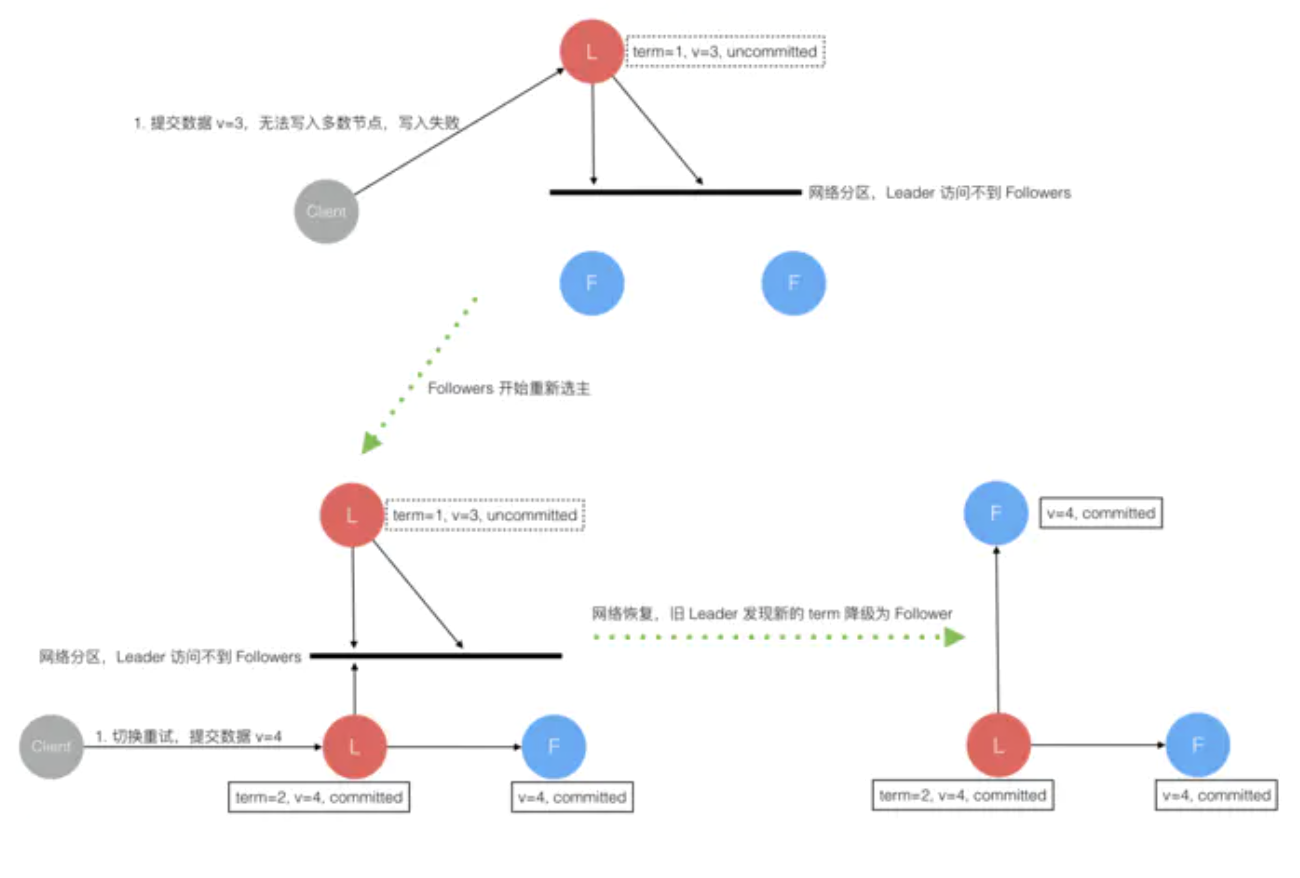 L
term=1, v=3, uncommitted
1. 提交数据 v=3，无法写入多数节点，写入失败
网络分区，Leader 访问不到 Followers
Client
F
F
Followers 开始重新选主
L
term=1, v=3, uncommitted
F
v=4, committed
网络恢复，旧 Leader 发现新的 term 降级为 Follower
网络分区，Leader 访问不到 Followers
Client
1. 切换重试，提交数据 v=4
L
F
L
F
term=2, v=4, committed
v=4, committed
term=2, v=4, committed
v=4, committed